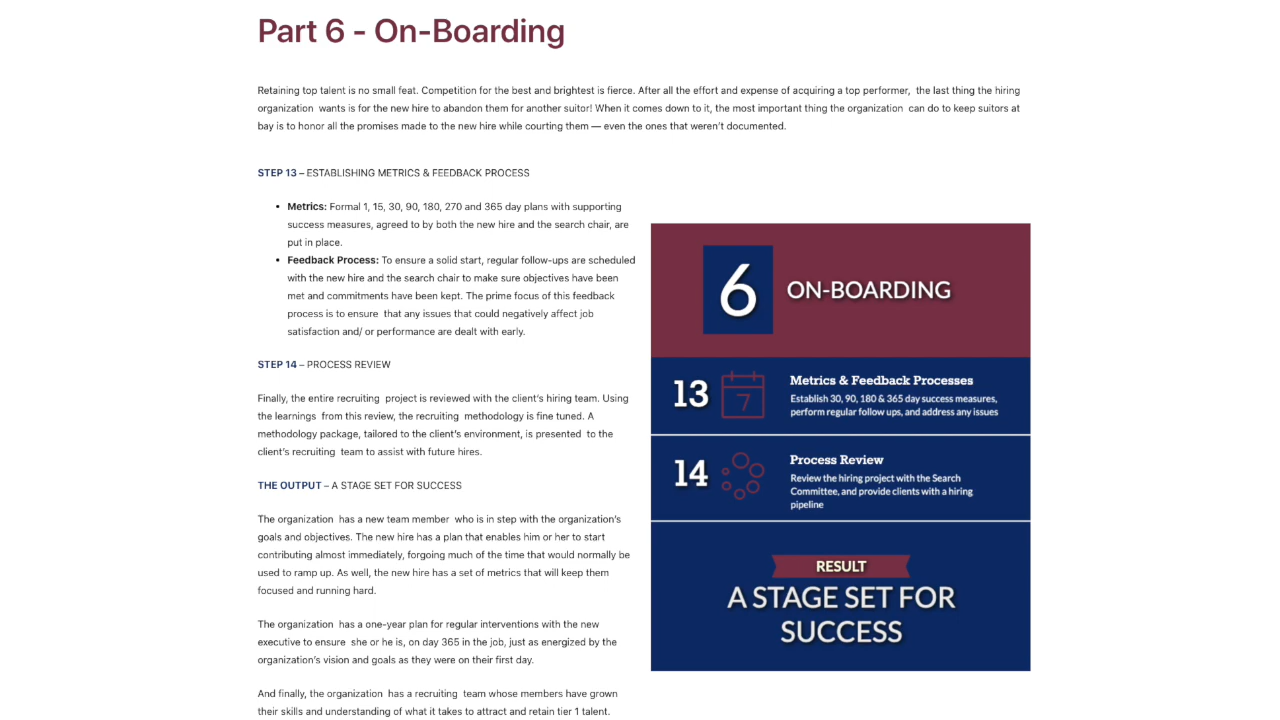 Part 6 - On-Boarding
Retaining top talent is no small feat. Competition for the best and brightest is fierce. After all the effort and expense of acquiring a top performer, the last thing the hiring
organization wants is for the new hire to abandon them for another suitor! When it comes down to it, the most important thing the organization can do to keep suitors at
bay is to honor all the promises made to the new hire while courting them — even the ones that weren't documented.
STEP 13 – ESTABLISHING METRICS & FEEDBACK PROCESS
• Metrics: Formal 1, 15, 30, 90, 180, 270 and 365 day plans with supporting
success measures, agreed to by both the new hire and the search chair, are
put in place.
• Feedback Process: To ensure a solid start, regular follow-ups are scheduled
with the new hire and the search chair to make sure objectives have been
met and commitments have been kept. The prime focus of this feedback
process is to ensure that any issues that could negatively affect job
satisfaction and/ or performance are dealt with early.
STEP 14 – PROCESS REVIEW
Finally, the entire recruiting project is reviewed with the client's hiring team. Using
the learnings from this review, the recruiting methodology is fine tuned. A
methodology package, tailored to the client's environment, is presented to the
client's recruiting team to assist with future hires.
THE OUTPUT – A STAGE SET FOR SUCCESS
The organization has a new team member who is in step with the organization's
goals and objectives. The new hire has a plan that enables him or her to start
contributing almost immediately, forgoing much of the time that would normally be
used to ramp up. As well, the new hire has a set of metrics that will keep them
focused and running hard.
The organization has a one-year plan for regular interventions with the new
executive to ensure she or he is, on day 365 in the job, just as energized by the
organization's vision and goals as they were on their first day.
And finally, the organization has a recruiting team whose members have grown
their skills and understanding of what it takes to attract and retain tier 1 talent.
6 ON-BOARDING
13 7 Metrics & Feedback Processes
Establish 30, 90, 180 & 365 day success measures,
perform regular follow ups, and address any issues
14 Process Review
Review the hiring project with the Search
Committee, and provide clients with a hiring
pipeline
RESULT
A STAGE SET FOR
SUCCESS